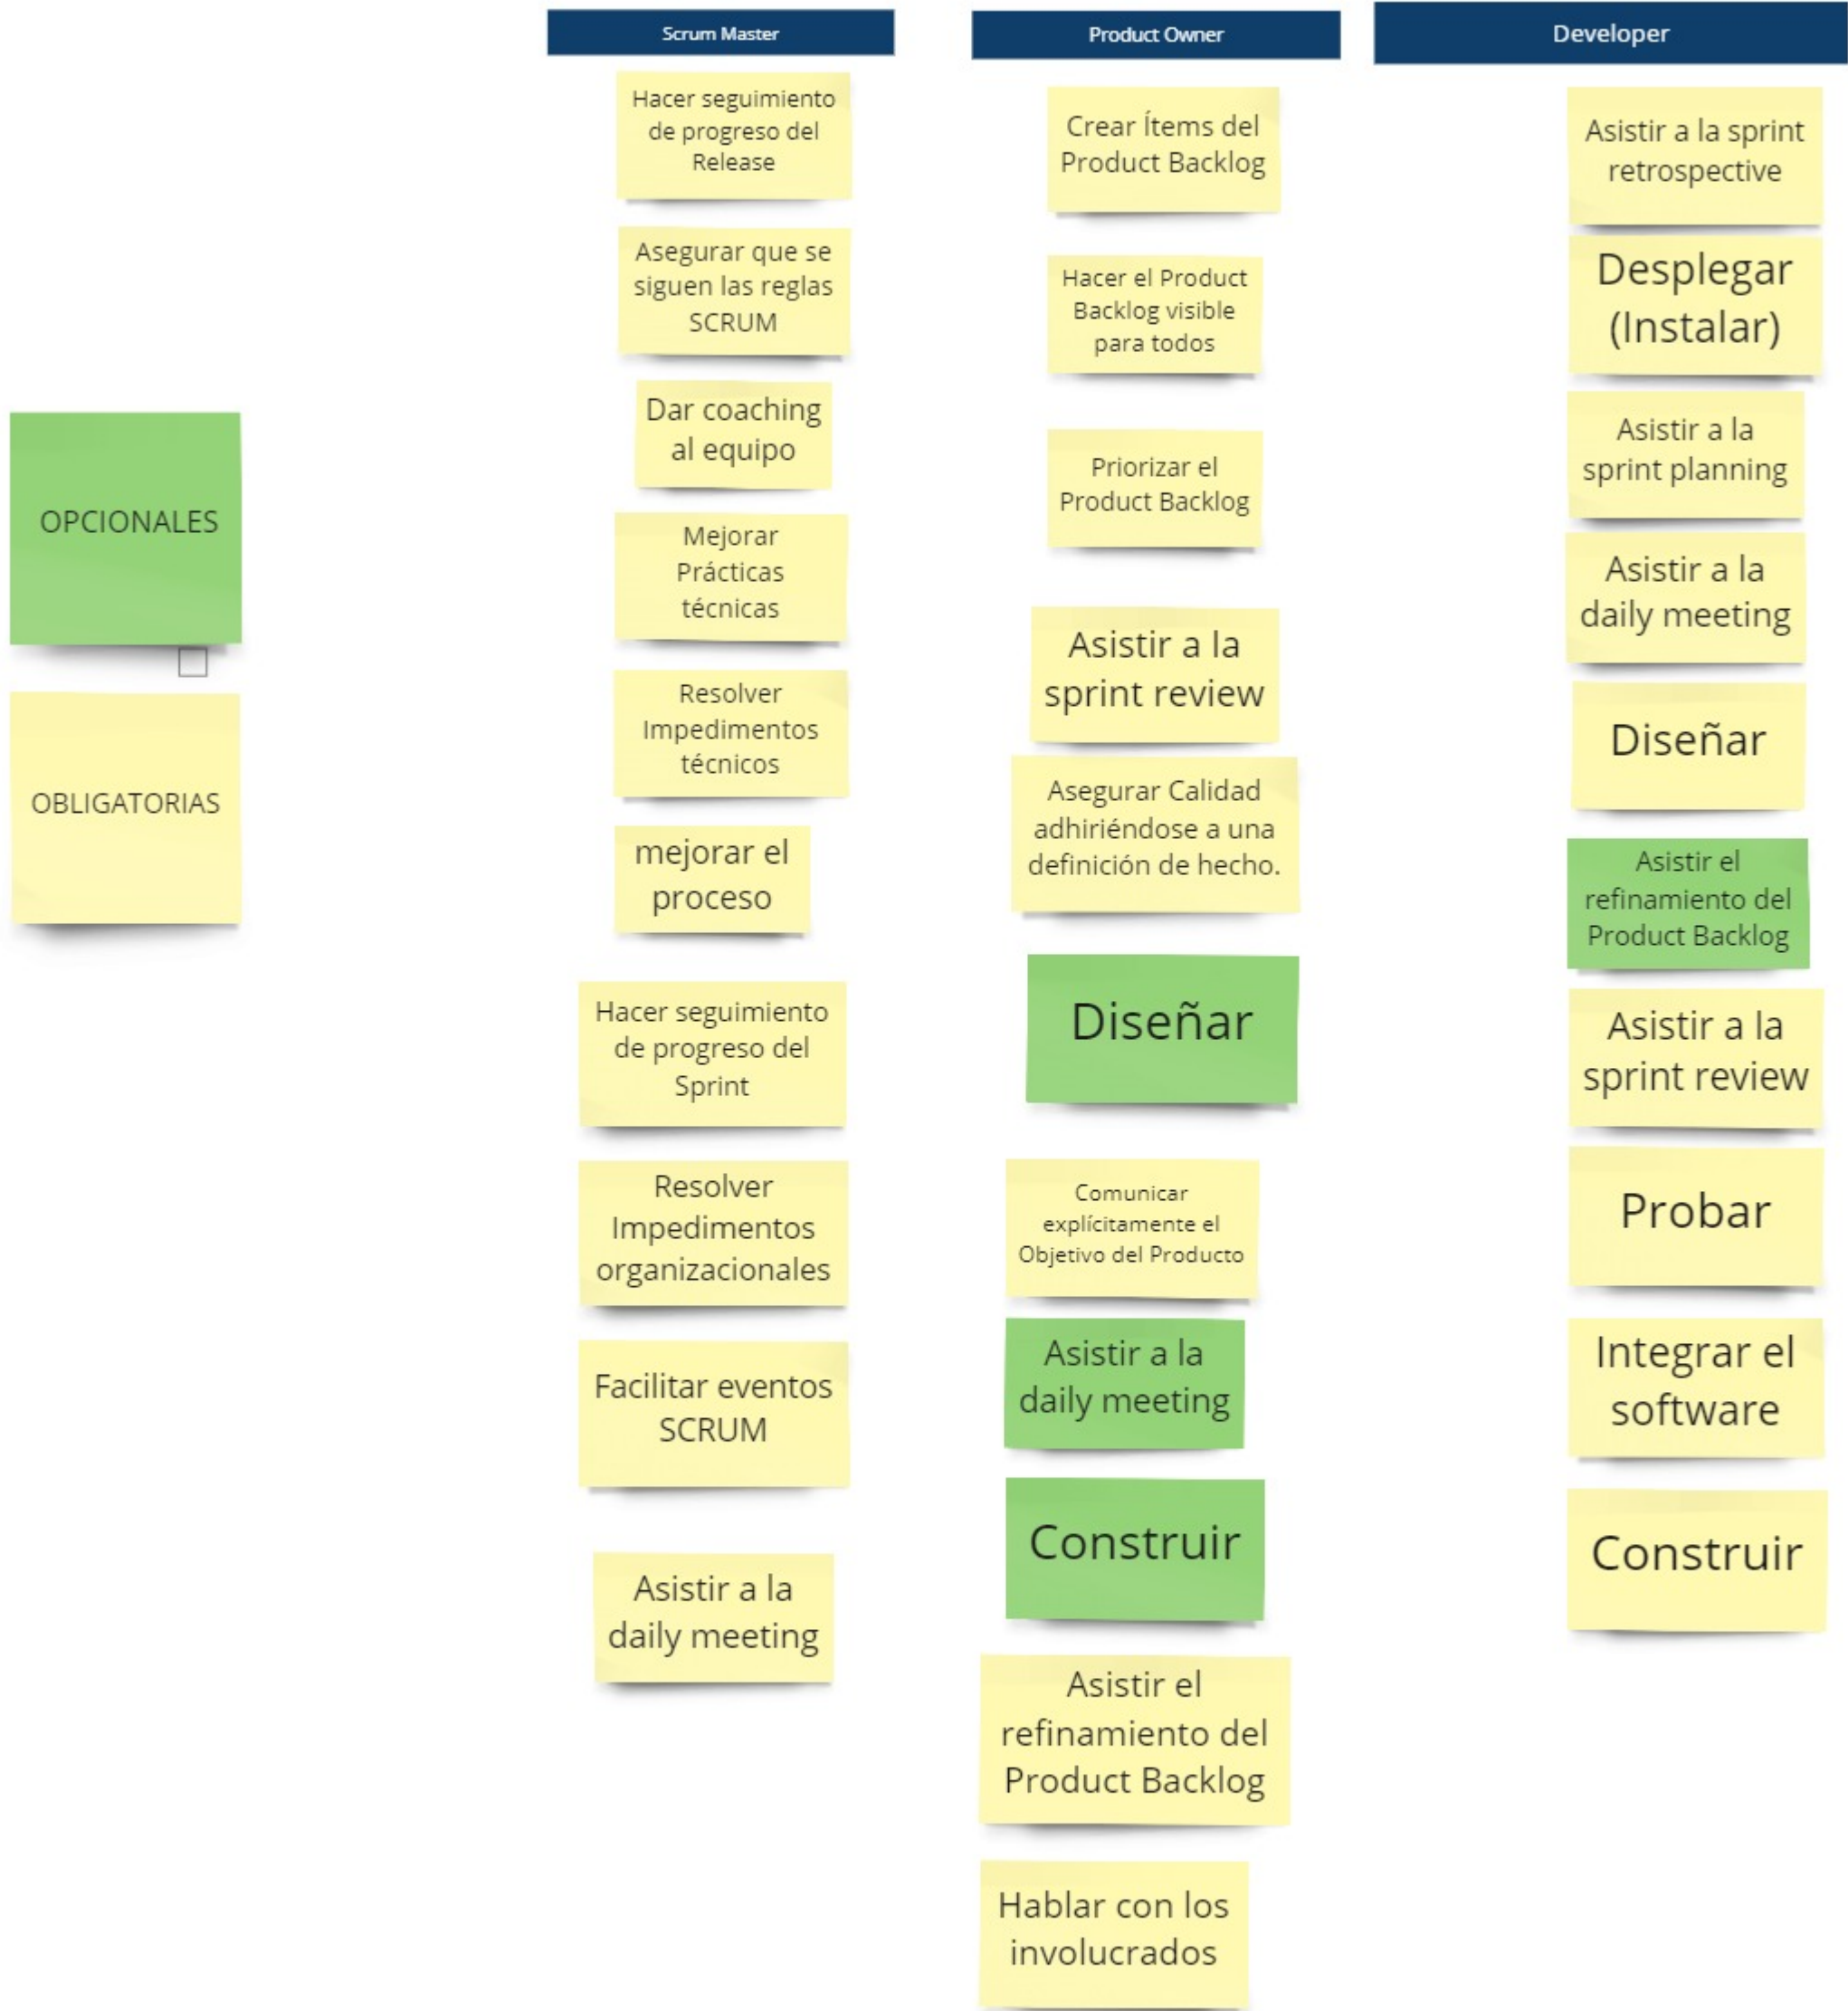 Scrum Master
Hacer seguimiento
de progreso del
Release
Asegurar que se
siguen las reglas
SCRUM
Dar coaching
al equipo
Mejorar
Prácticas
técnicas
Resolver
Impedimentos
técnicos
mejorar el
proceso
Hacer seguimiento
de progreso del
Sprint
Resolver
Impedimentos
organizacionales
Facilitar eventos
SCRUM
Asistir a la
daily meeting
Product Owner
Crear Ítems del
Product Backlog
Hacer el Product
Backlog visible
para todos
Priorizar el
Product Backlog
Asistir a la
sprint review
Asegurar Calidad
adhiriéndose a una
definición de hecho.
Diseñar
Comunicar
explícitamente el
Objetivo del Producto
Asistir a la
daily meeting
Construir
Asistir el
refinamiento del
Product Backlog
Hablar con los
involucrados
Developer
Asistir a la sprint
retrospective
Desplegar
(Instalar)
Asistir a la
sprint planning
Asistir a la
daily meeting
Diseñar
Asistir el
refinamiento del
Product Backlog
Asistir a la
sprint review
Probar
Integrar el
software
Construir
OPCIONALES
OBLIGATORIAS